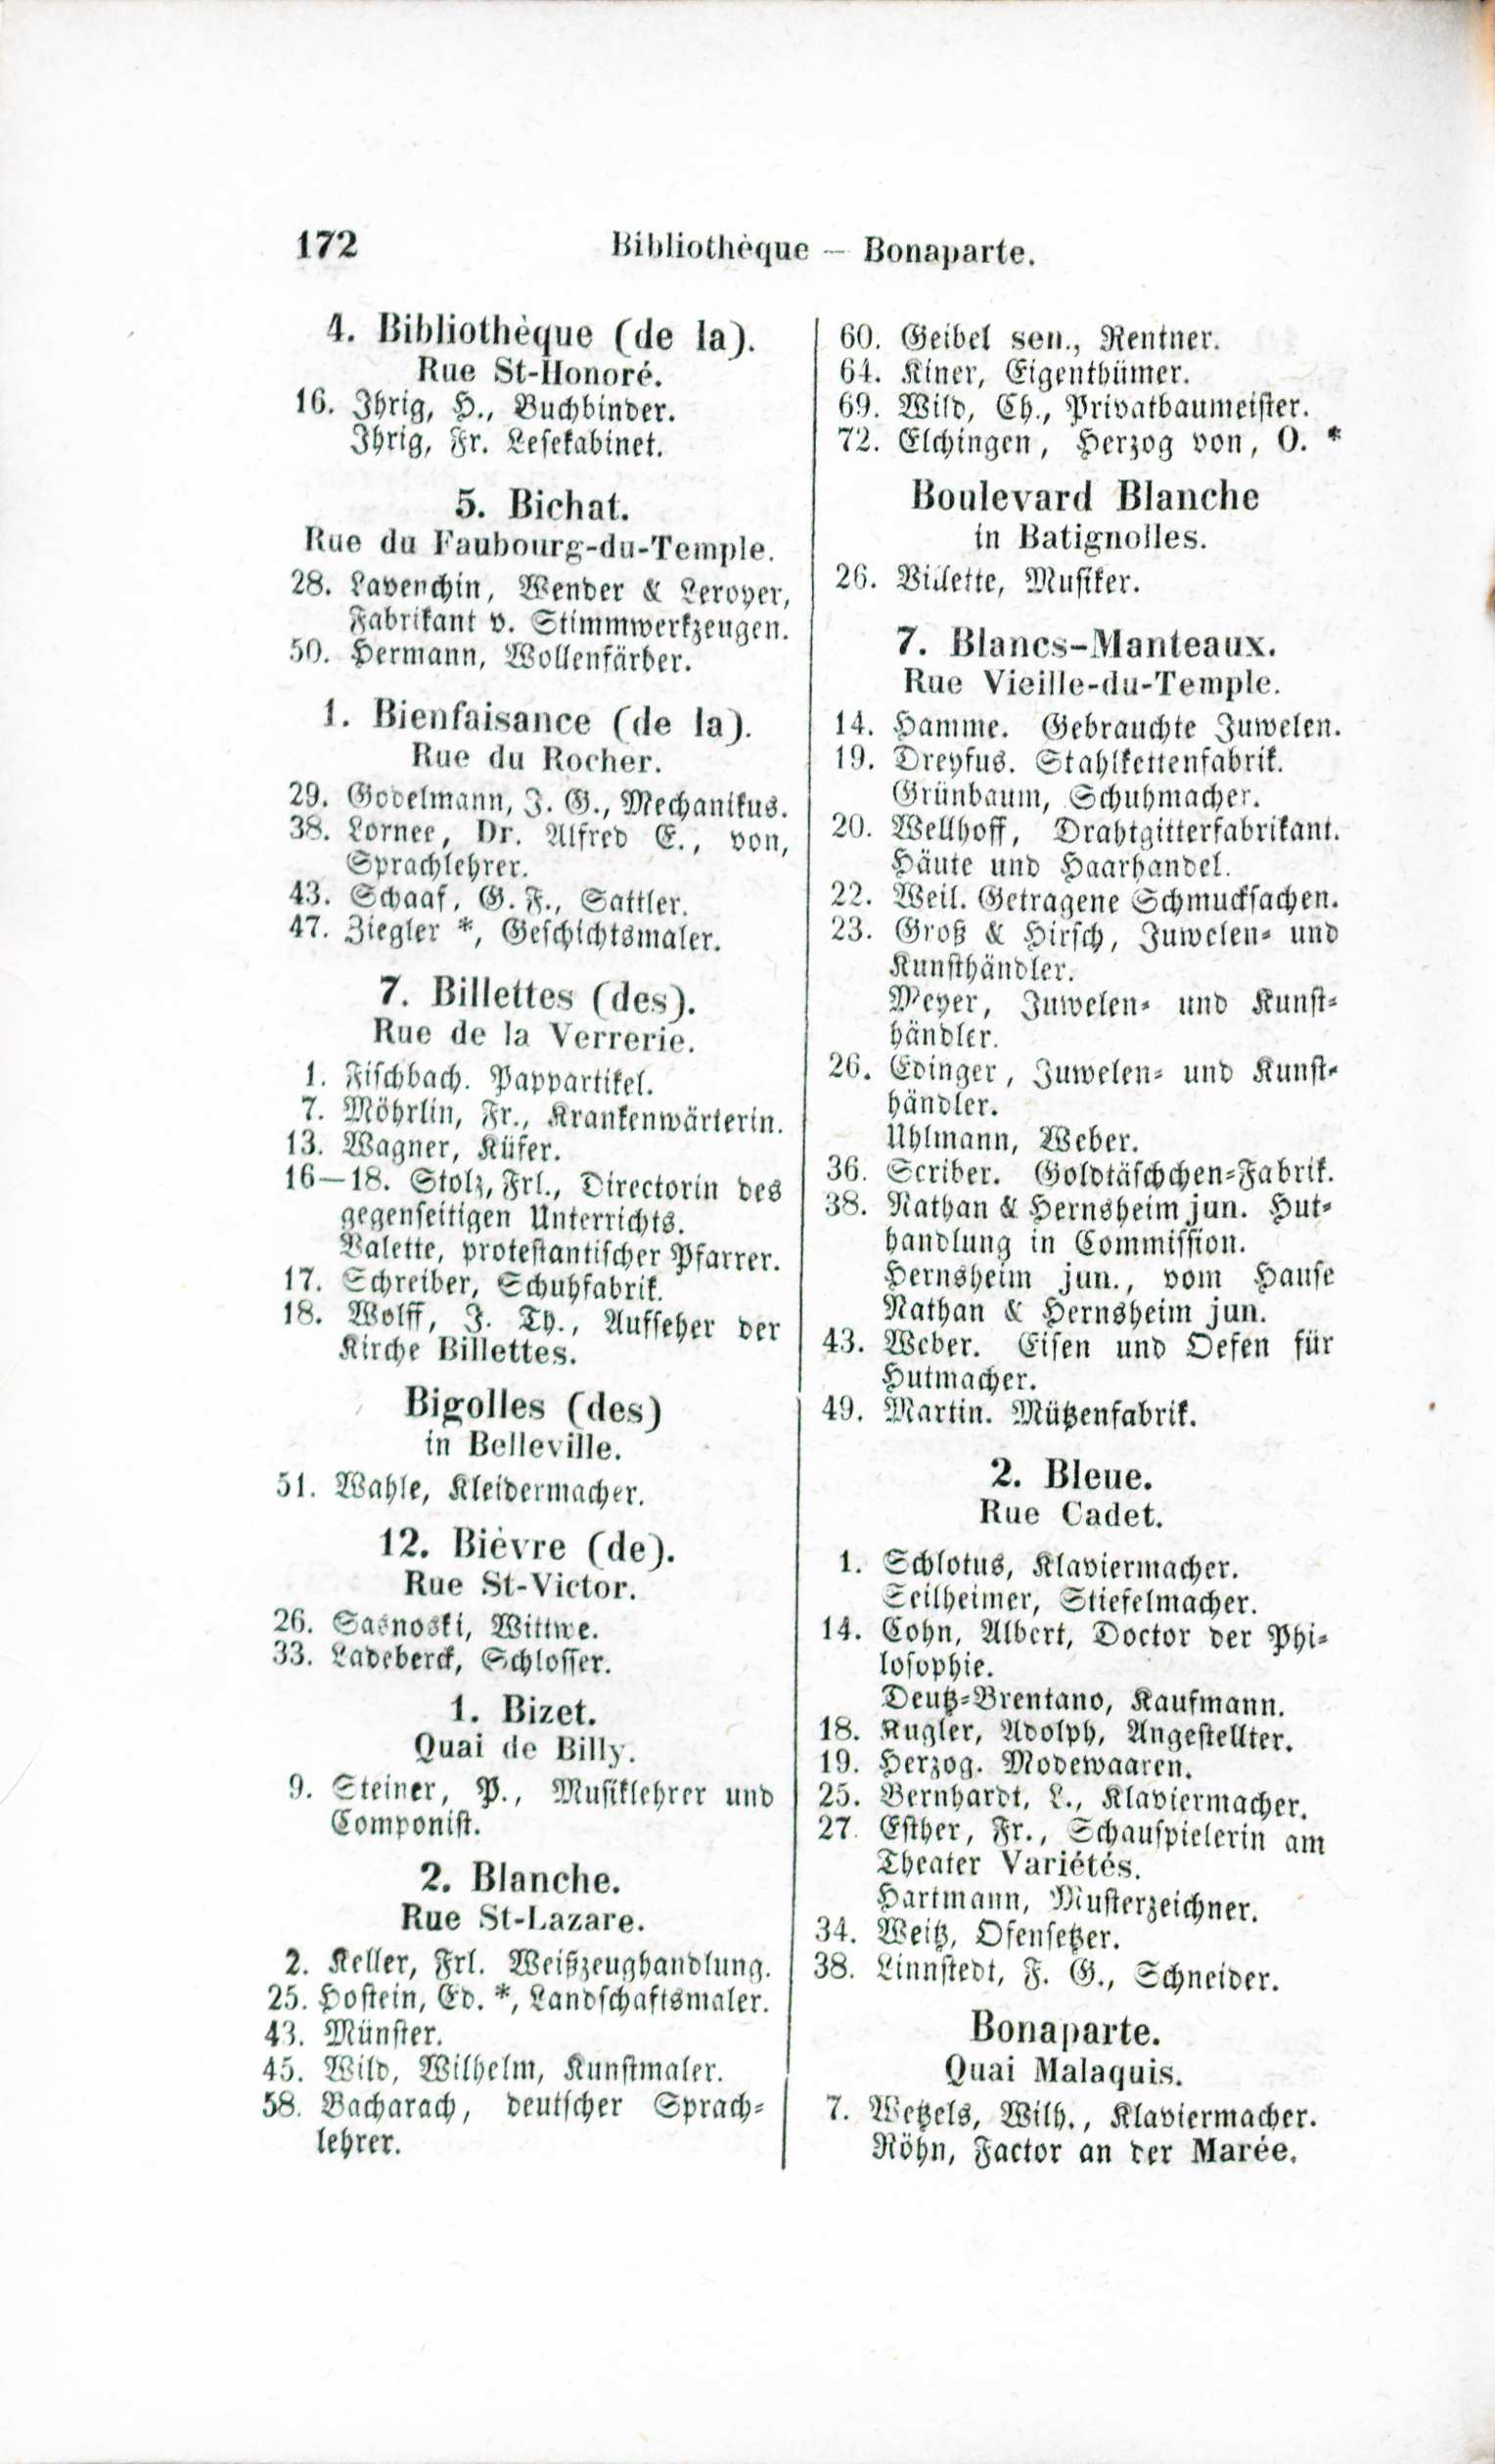 172
Bibliothèque — Bonaparte.
4. Bibliothèque (de la).
Rue St-Honoré.
16. Ihrig, H., Buchbinder.
Ihrig, Fr. Lesekabinet.
5. Bichat.
Rue du Faubourg-du-Temple.
28. Lavenchin, Wender & Leroyer,
Fabrikant v. Stimmwerkzeugen.
50. Hermann, Wollenfärber.
1. Bienfaisance (de la).
Rue du Rocher.
29. Godelmann, J. G., Mechanikus.
38. Lornee, Dr. Alfred E., von,
Sprachlehrer.
43. Schaaf, G. F., Sattler.
47. Ziegler *, Geschichtsmaler.
7. Billettes (des).
Rue de la Verrerie.
1. Fischbach. Pappartikel.
7. Möhrlin, Fr., Krankenwärterin.
13. Wagner, Küfer.
16—18. Stolz, Frl., Directorin des
gegenseitigen Unterrichts.
Valette, protestantischer Pfarrer.
17. Schreiber, Schuhfabrik.
18. Wolff, J. Th., Aufseher der
Kirche Billettes.
Bigolles (des)
in Belleville.
51. Wahle, Kleidermacher.
12. Bièvre (de).
Rue St-Victor.
26. Sasnoski, Wittwe.
33. Ladeberck, Schlosser.
1. Bizet.
Quai de Billy.
9. Steiner, P., Musiklehrer und
Componist.
2. Blanche.
Rue St-Lazare.
2. Keller, Frl. Weißzeughandlung.
25. Hostein, Ed. *, Landschaftsmaler.
43. Münster.
45. Wild, Wilhelm, Kunstmaler.
58. Bacharach, deutscher Sprach-
lehrer.
60. Geibel sen., Rentner.
64. Kiner, Eigenthümer.
69. Wild, Ch., Privatbaumeister.
72. Elchingen, Herzog von, O. *
Boulevard Blanche
in Batignolles.
26. Villette, Musiker.
7. Blancs-Manteaux.
Rue Vieille-du-Temple.
14. Hamme. Gebrauchte Juwelen.
19. Dreyfus. Stahlkettenfabrik.
Grünbaum, Schuhmacher.
20. Wellhoff, Drahtgitterfabrikant.
Häute und Haarhandel.
22. Weil. Getragene Schmucksachen.
23. Groß & Hirsch, Juwelen- und
Kunsthändler.
Meyer, Juwelen- und Kunst-
händler.
26. Edinger, Juwelen- und Kunst-
händler.
Uhlmann, Weber.
36. Scriber. Goldtäschchen-Fabrik.
38. Nathan & Hernsheim jun. Hut-
handlung in Commission.
Hernsheim jun., vom Hause
Nathan & Hernsheim jun.
43. Weber. Eisen und Oefen für
Hutmacher.
49. Martin. Mützenfabrik.
2. Bleue.
Rue Cadet.
1. Schlotus, Klaviermacher.
Seilheimer, Stiefelmacher.
14. Cohn, Albert, Doctor der Phi-
losophie.
Deutz-Brentano, Kaufmann.
18. Kugler, Adolph, Angestellter.
19. Herzog. Modewaaren.
25. Bernhardt, L., Klaviermacher.
27. Esther, Fr., Schauspielerin am
Theater Variétés.
Hartmann, Musterzeichner.
34. Weitz, Ofensetzer.
38. Linnstedt, F. G., Schneider.
Bonaparte.
Quai Malaquis.
7. Wetzels, Wilh., Klaviermacher.
Röhn, Factor an der Marée.